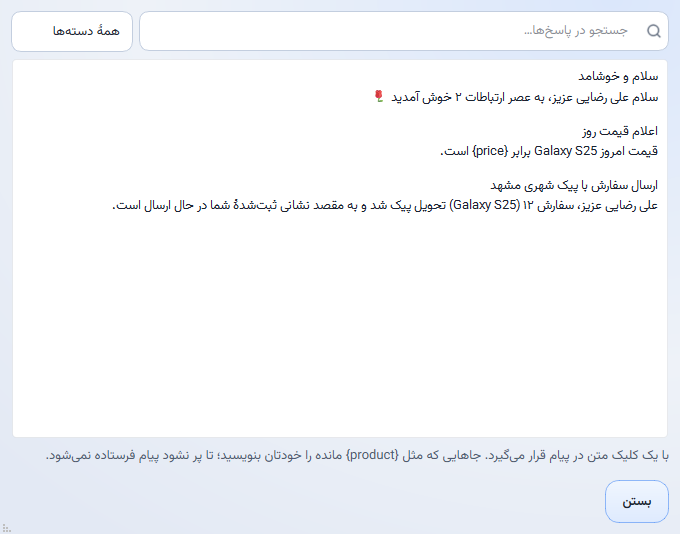 جستجو در پاسخ‌ها...
همهٔ دسته‌ها
سلام و خوشامد
سلام علی رضایی عزیز، به عصر ارتباطات ۲ خوش آمدید 🌹
اعلام قیمت روز
قیمت امروز Galaxy S25 برابر {price} است.
ارسال سفارش با پیک شهری مشهد
علی رضایی عزیز، سفارش ۱۲ (Galaxy S25) تحویل پیک شد و به مقصد نشانی ثبت‌شدهٔ شما در حال ارسال است.
با یک کلیک متن در پیام قرار می‌گیرد. جاهایی که مثل {product} مانده را خودتان بنویسید؛ تا پر نشود پیام فرستاده نمی‌شود.
بستن